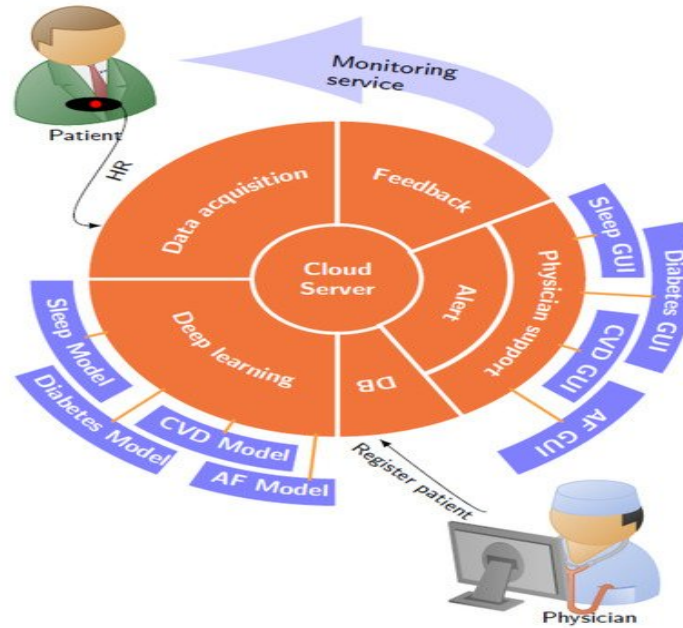 Monitoring
service
Patient
HR
Data acquisition
Feedback
Cloud
Server
Physician support
Alert
Deep learning
DB
Sleep GUI
Diabetes GUI
CVD GUI
AF GUI
Sleep Model
Diabetes Model
CVD Model
AF Model
Register patient
Physician